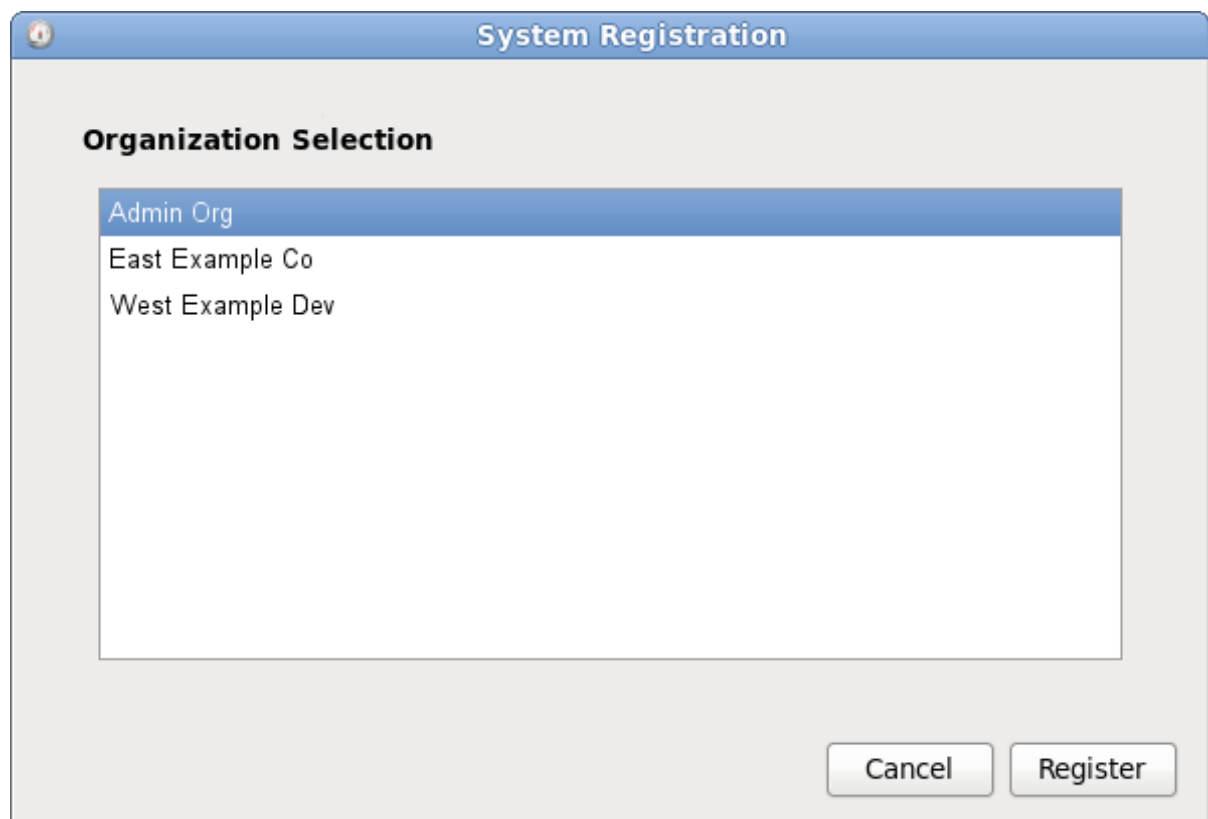 System Registration
Organization Selection
Admin Org
East Example Co
West Example Dev
Cancel Register